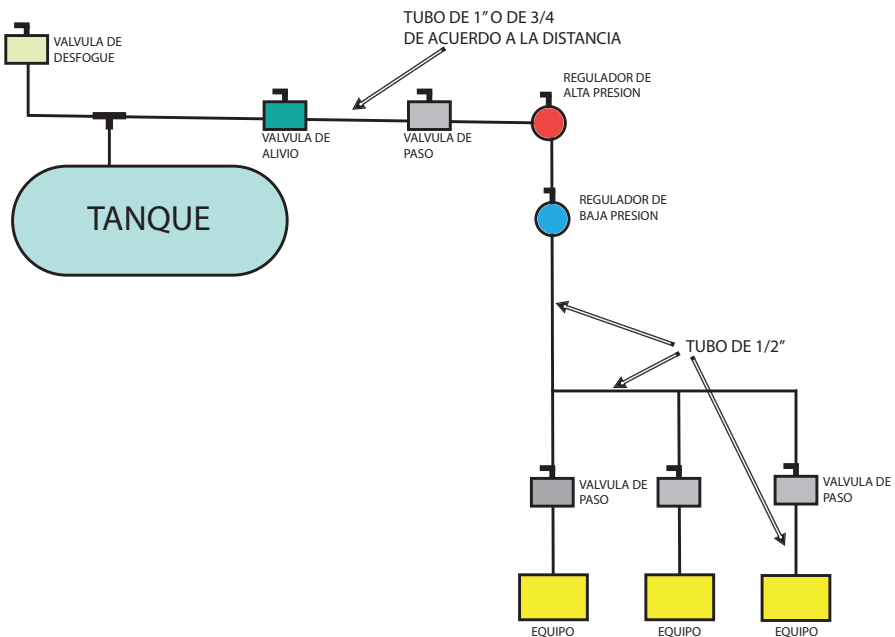 TUBO DE 1” O DE 3/4
DE ACUERDO A LA DISTANCIA
VALVULA DE
DESFOGUE
REGULADOR DE
ALTA PRESION
VALVULA DE
ALIVIO
VALVULA DE
PASO
TANQUE
REGULADOR DE
BAJA PRESION
TUBO DE 1/2”
VALVULA DE
PASO
VALVULA DE
PASO
EQUIPO
EQUIPO
EQUIPO